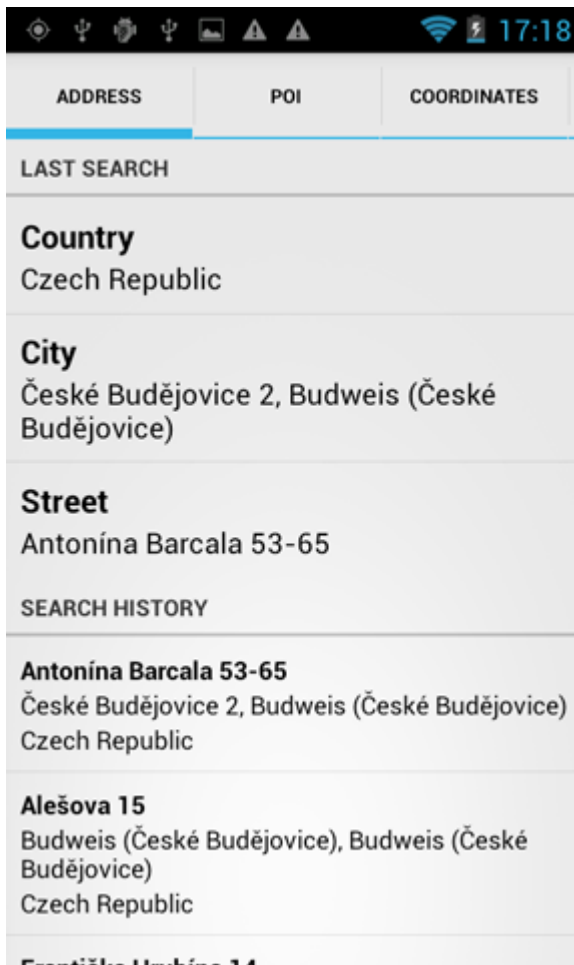 17:18
ADDRESS POI COORDINATES
LAST SEARCH
Country
Czech Republic
City
České Budějovice 2, Budweis (České
Budějovice)
Street
Antonína Barcala 53-65
SEARCH HISTORY
Antonína Barcala 53-65
České Budějovice 2, Budweis (České Budějovice)
Czech Republic
Alešova 15
Budweis (České Budějovice), Budweis (České
Budějovice)
Czech Republic